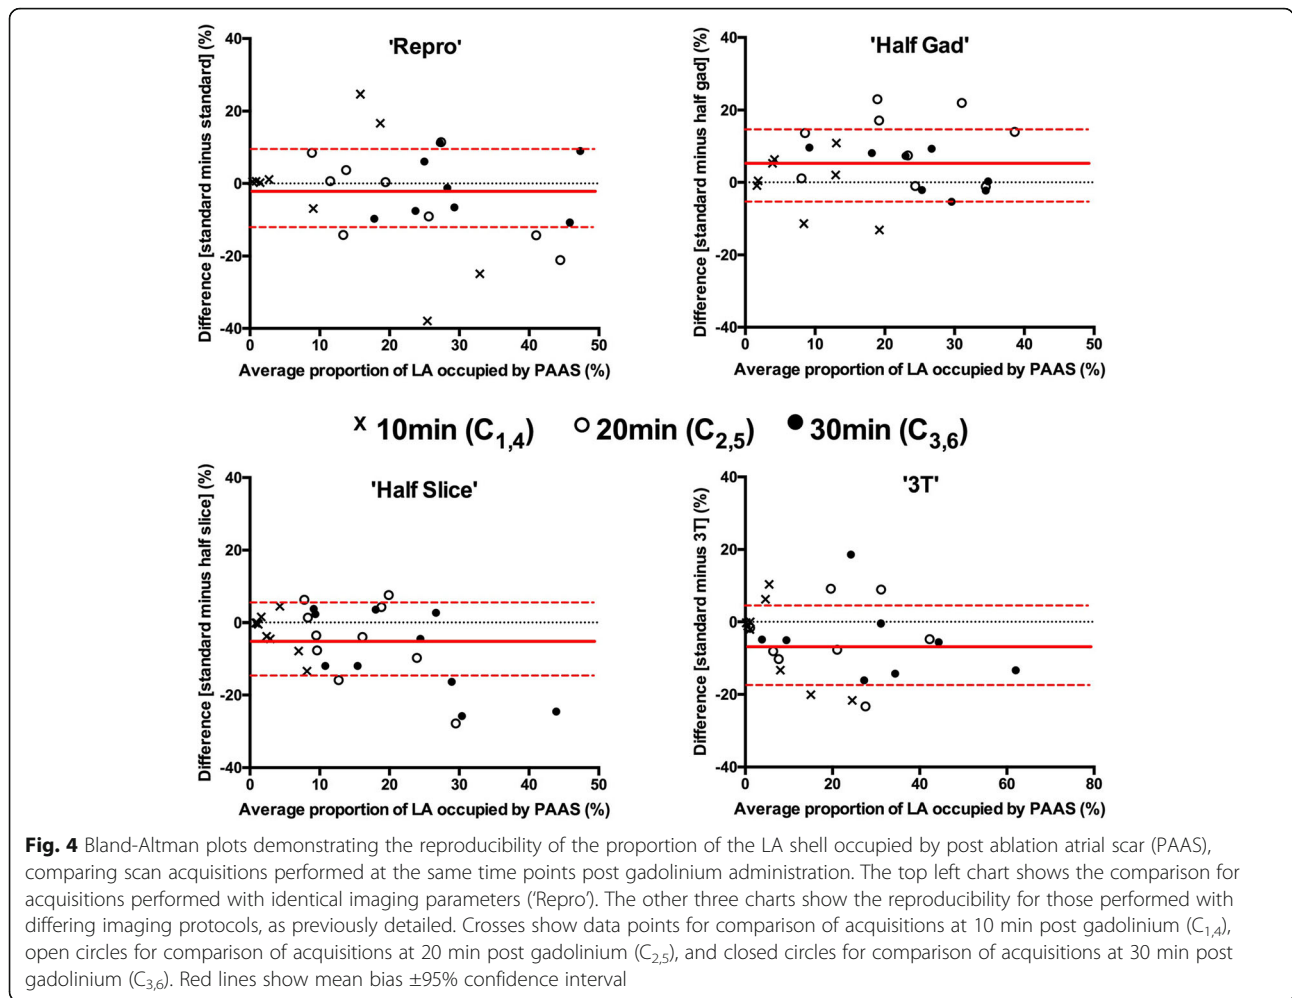 'Repro'
Difference [standard minus standard] (%)
40
20
0
-20
-40
0 10 20 30 40 50
Average proportion of LA occupied by PAAS (%)
'Half Gad'
Difference [standard minus half gad] (%)
40
20
0
-20
-40
0 10 20 30 40 50
Average proportion of LA occupied by PAAS (%)
x 10min (C1,4) 20min (C2,5) 30min (C3,6)
'Half Slice'
Difference [standard minus half slice] (%)
40
20
0
-20
-40
0 10 20 30 40 50
Average proportion of LA occupied by PAAS (%)
'3T'
Difference [standard minus 3T] (%)
40
20
0
-20
-40
0 20 40 60 80
Average proportion of LA occupied by PAAS (%)
Fig. 4 Bland-Altman plots demonstrating the reproducibility of the proportion of the LA shell occupied by post ablation atrial scar (PAAS),
comparing scan acquisitions performed at the same time points post gadolinium administration. The top left chart shows the comparison for
acquisitions performed with identical imaging parameters ('Repro'). The other three charts show the reproducibility for those performed with
differing imaging protocols, as previously detailed. Crosses show data points for comparison of acquisitions at 10 min post gadolinium (C1,4),
open circles for comparison of acquisitions at 20 min post gadolinium (C2,5), and closed circles for comparison of acquisitions at 30 min post
gadolinium (C3,6). Red lines show mean bias ±95% confidence interval